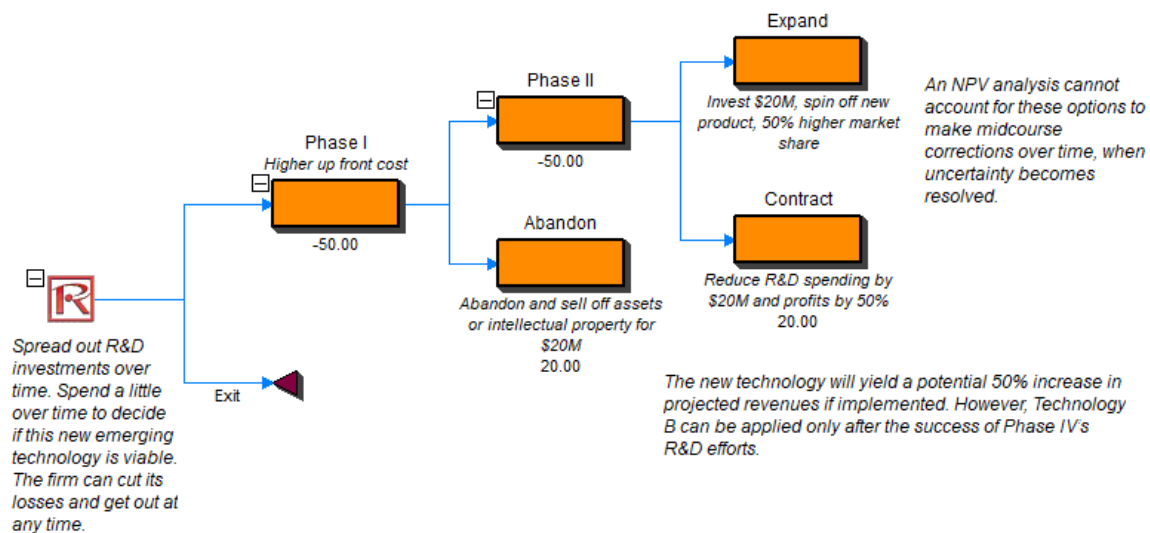 Expand
Invest $20M, spin off new
product, 50% higher market
share
An NPV analysis cannot
account for these options to
make midcourse
corrections over time, when
uncertainty becomes
resolved.
Phase II
-50.00
Phase I
Higher up front cost
-50.00
Contract
Reduce R&D spending by
$20M and profits by 50%
20.00
Abandon
Abandon and sell off assets
or intellectual property for
$20M
20.00
R
Spread out R&D
investments over
time. Spend a little
over time to decide
if this new emerging
technology is viable.
The firm can cut its
losses and get out at
any time.
Exit
The new technology will yield a potential 50% increase in
projected revenues if implemented. However, Technology
B can be applied only after the success of Phase IV's
R&D efforts.